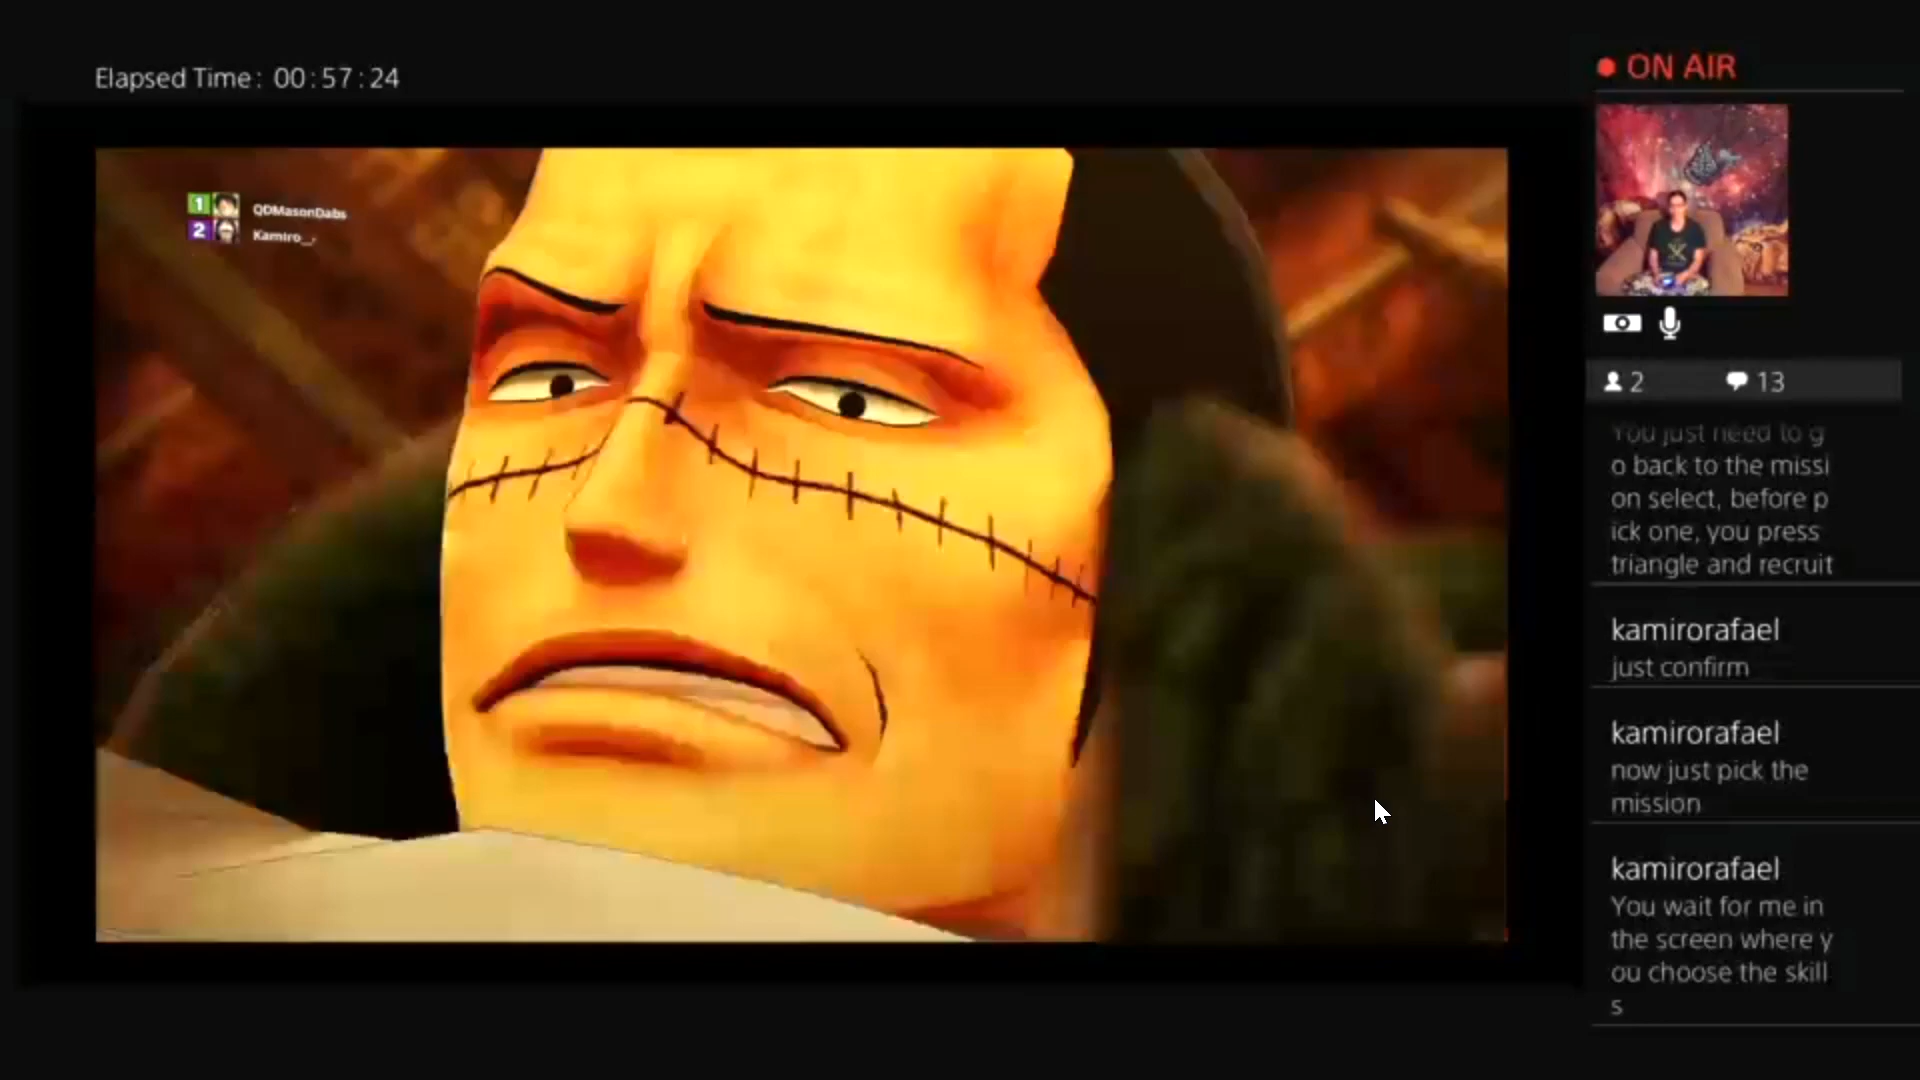 Elapsed Time: 00:57:24
ON AIR
1 QDMasonDabs
2 Kamiro__-
2 13
You just need to g
o back to the missi
on select, before p
ick one, you press
triangle and recruit
kamirorafael
just confirm
kamirorafael
now just pick the
mission
kamirorafael
You wait for me in
the screen where y
ou choose the skill
s